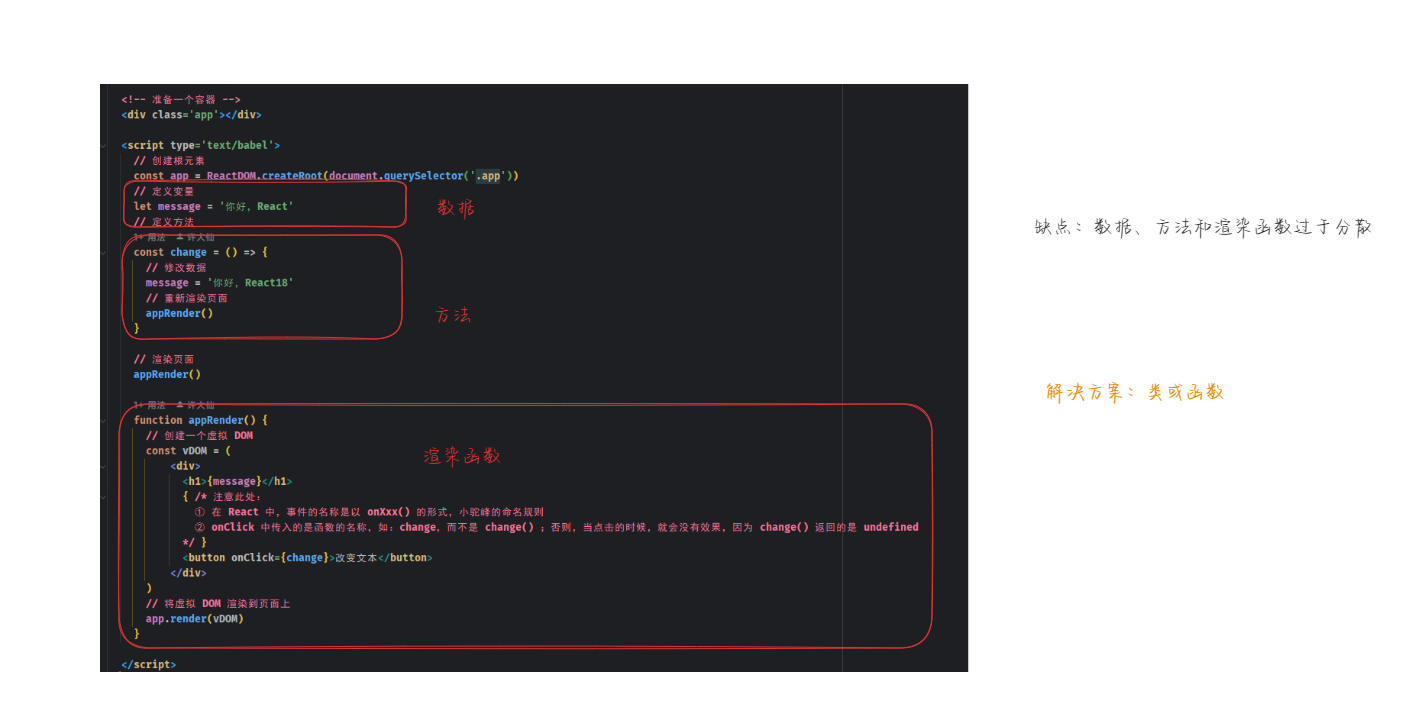 <!-- 准备一个容器 -->
<div class='app'></div>
<script type='text/babel'>
// 创建根元素
const app = ReactDOM.createRoot(document.querySelector('.app'))
// 定义变量
let message = '你好，React'
数据
// 定义方法
缺点：数据、方法和渲染函数过于分散
1+ 用法 许大仙
const change = () => {
// 修改数据
message = '你好，React18'
// 重新渲染页面
appRender()
方法
}
// 渲染页面
appRender()
解决方案：类或函数
1+ 用法 许大仙
function appRender() {
// 创建一个虚拟 DOM
const vDOM = (
渲染函数
<div>
<h1>{message}</h1>
{ /* 注意此处：
① 在 React 中，事件的名称是以 onXxx() 的形式，小驼峰的命名规则
② onClick 中传入的是函数的名称，如：change，而不是 change() ；否则，当点击的时候，就会没有效果，因为 change() 返回的是 undefined
*/ }
<button onClick={change}>改变文本</button>
</div>
)
// 将虚拟 DOM 渲染到页面上
app.render(vDOM)
}
</script>